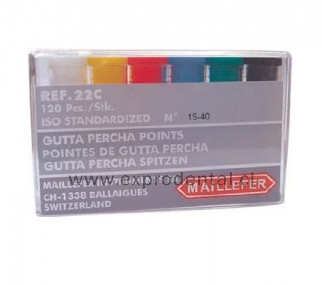 REF. 22C
120 Pcs./Stk.
ISO STANDARDIZED N° 15-40
GUTTA PERCHA POINTS
POINTES DE GUTTA PERCHA
GUTTA PERCHA SPITZEN
www.exprodental.cl
MAILLEFER
CH-1338 BALLAIGUES
SWITZERLAND
MAILLEFER